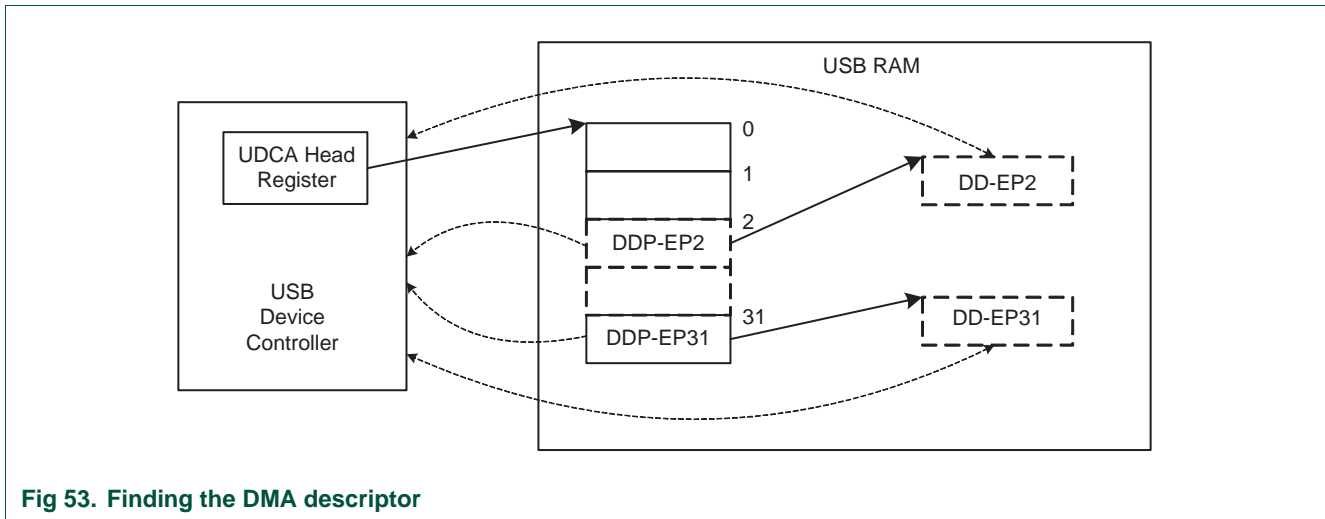 USB RAM
UDCA Head
Register
0
1
2
DDP-EP2
DD-EP2
USB
Device
Controller
31
DDP-EP31
DD-EP31
Fig 53. Finding the DMA descriptor